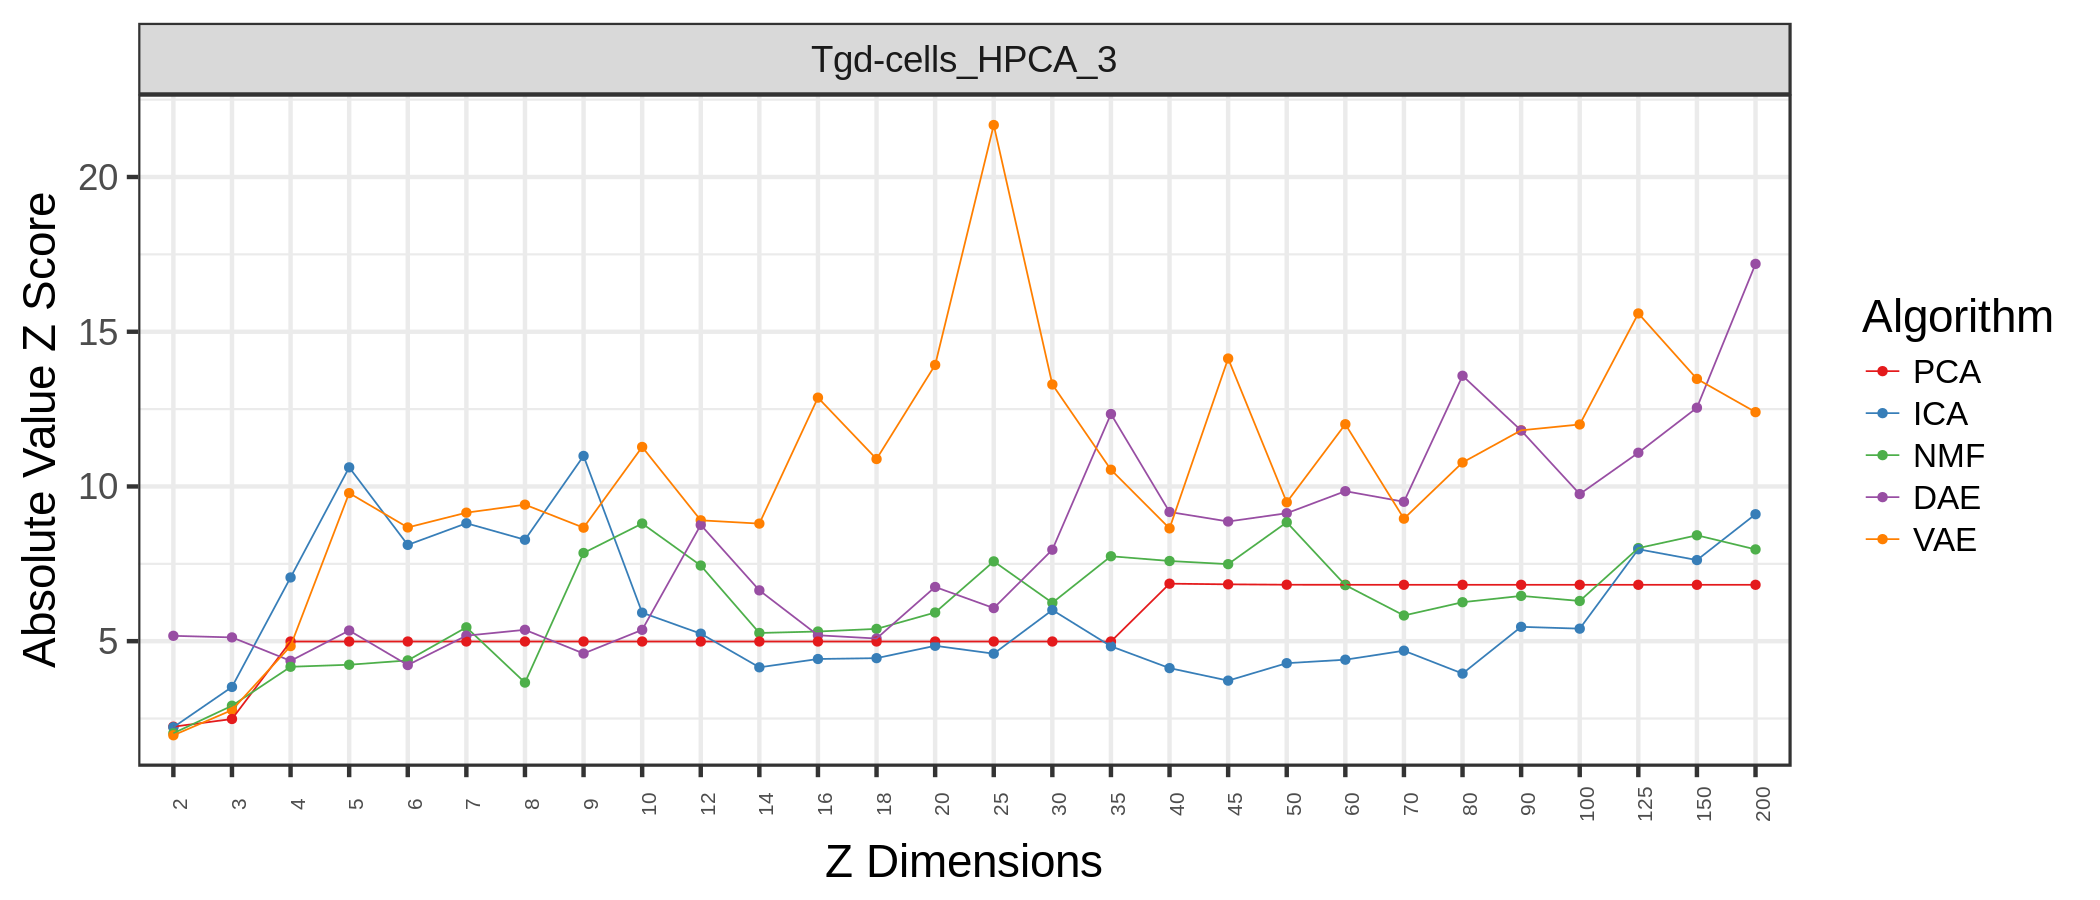 Tgd-cells_HPCA_3
Absolute Value Z Score
20
15
10
5
2 3 4 5 6 7 8 9 10 12 14 16 18 20 25 30 35 40 45 50 60 70 80 90 100 125 150 200
Z Dimensions
Algorithm
PCA
ICA
NMF
DAE
VAE